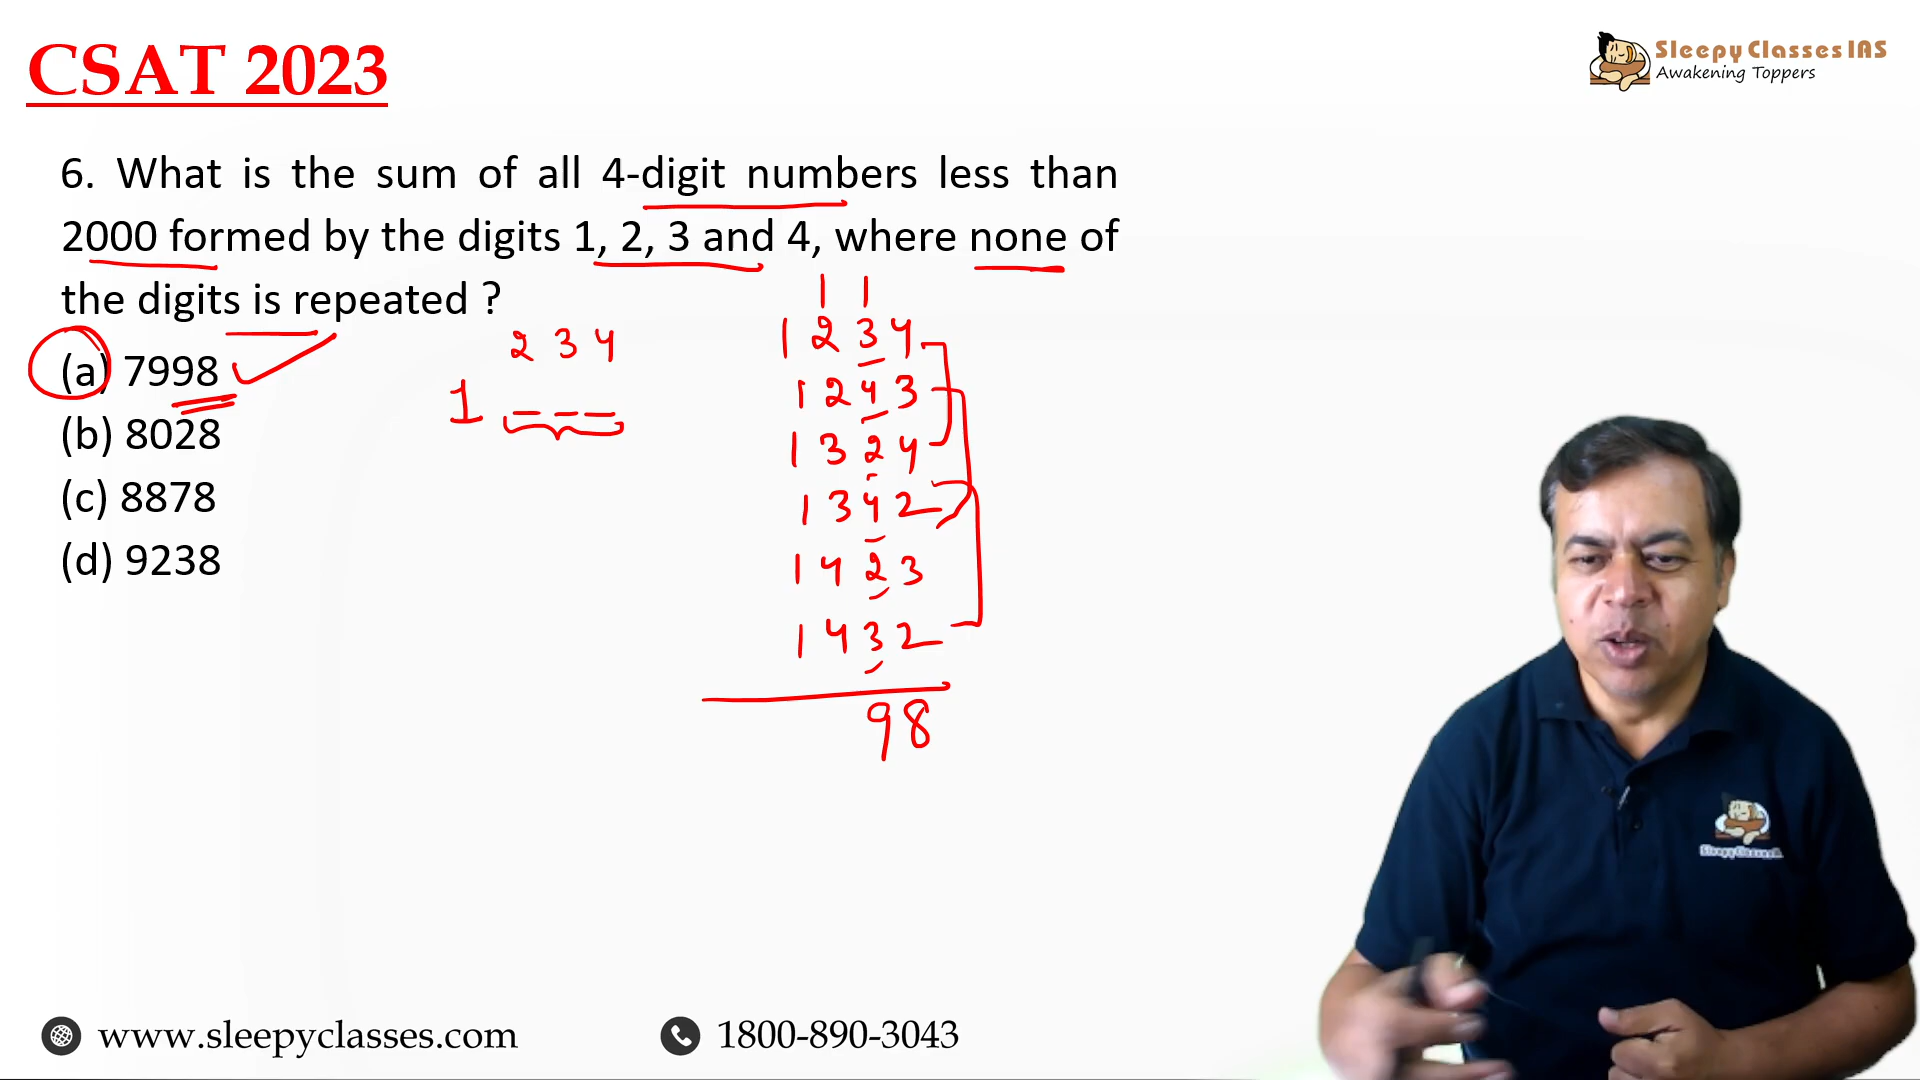 CSAT 2023
Sleepy Classes IAS
Awakening Toppers
6. What is the sum of all 4-digit numbers less than
2000 formed by the digits 1, 2, 3 and 4, where none of
the digits is repeated ?
(a) 7998
(b) 8028
(c) 8878
(d) 9238
2 3 4
1 _ _ _
1 1
1 2 3 4
1 2 4 3
1 3 2 4
1 3 4 2
1 4 2 3
1 4 3 2
9 8
www.sleepyclasses.com
1800-890-3043